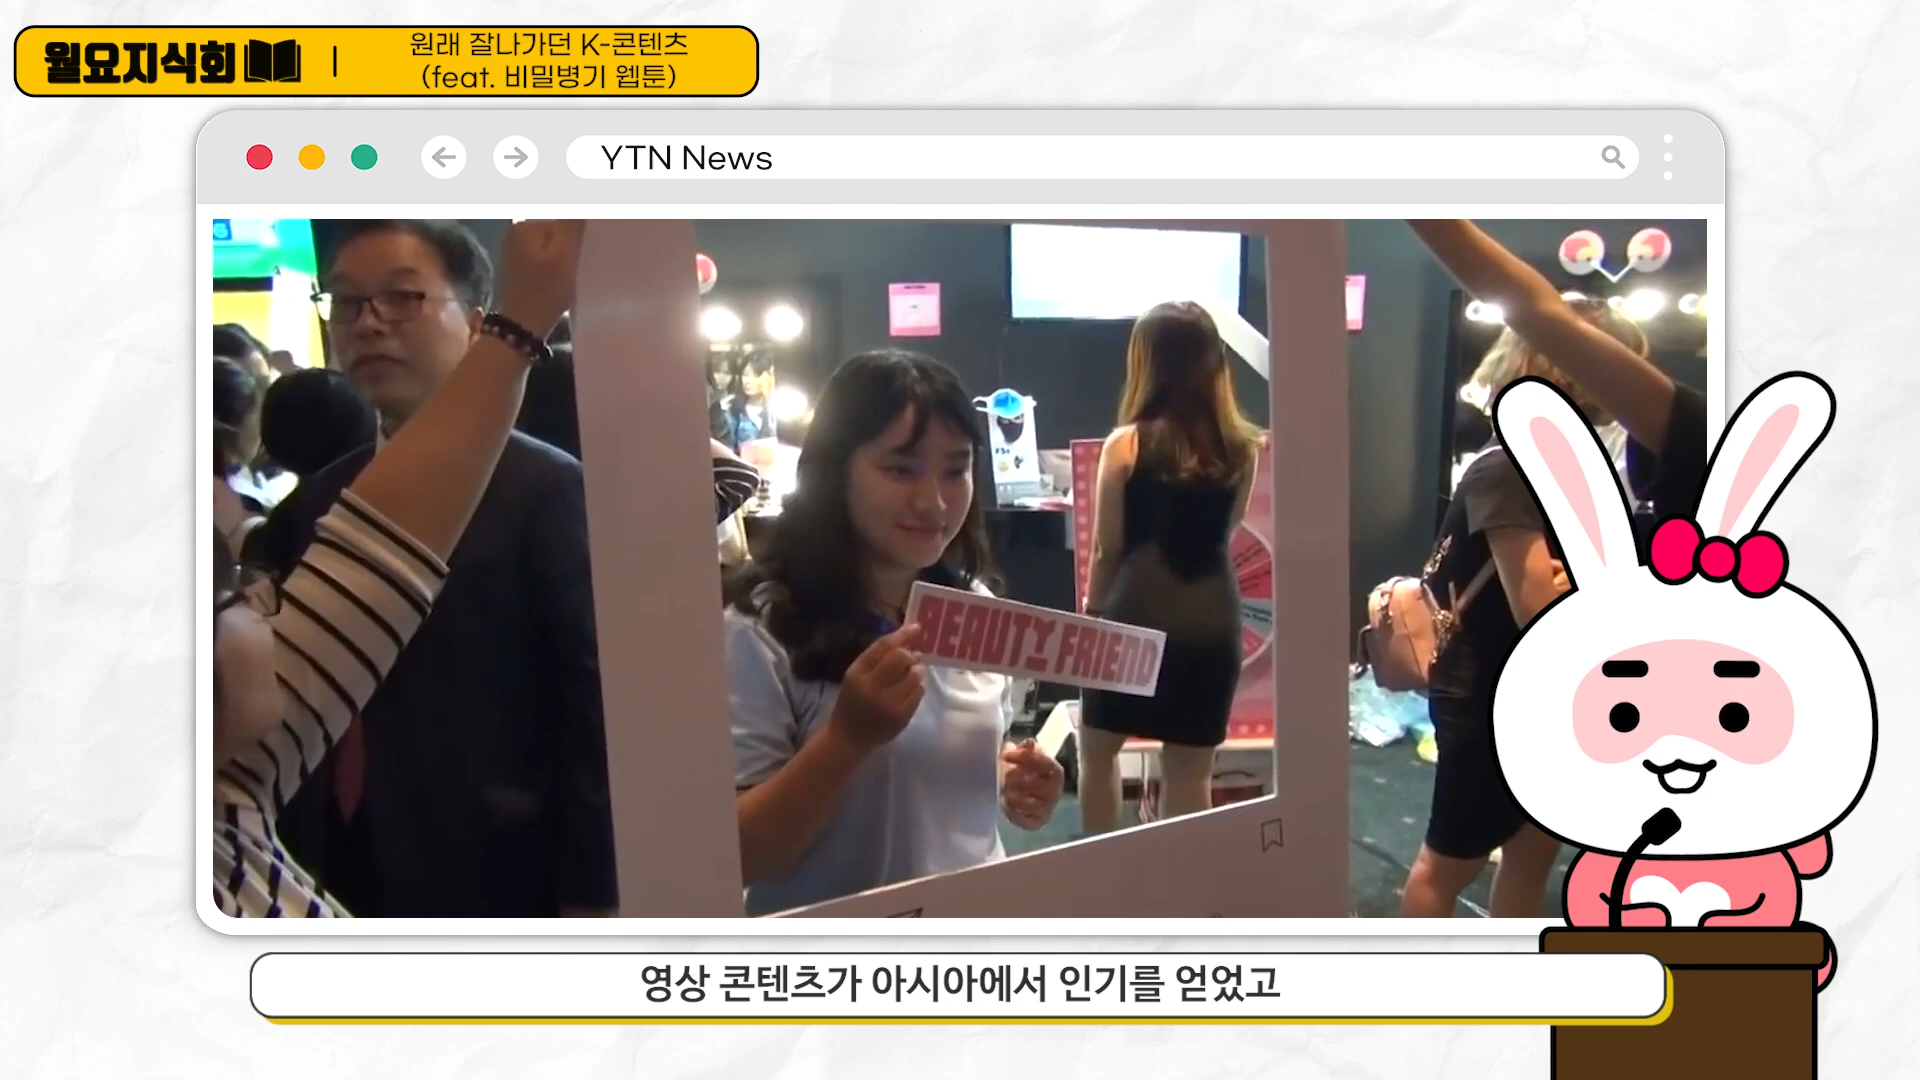 월요지식회
원래 잘나가던 K-콘텐츠
(feat. 비밀병기 웹툰)
YTN News
BEAUTY FRIEND
영상 콘텐츠가 아시아에서 인기를 얻었고